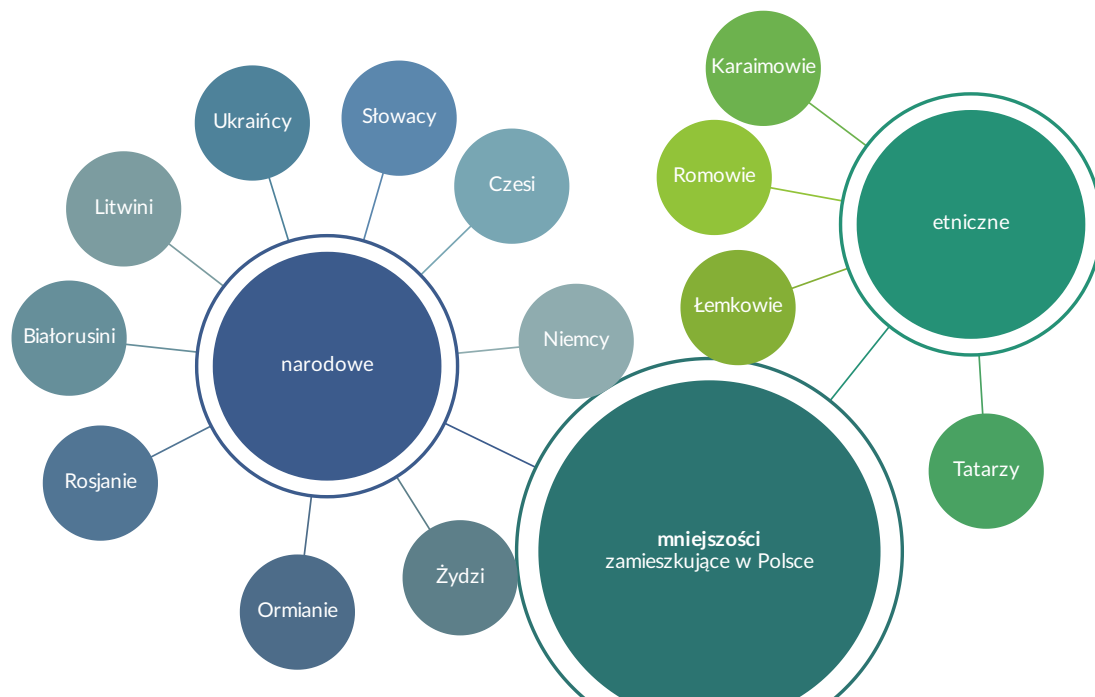 Karaimowie
Ukraińcy
Słowacy
Romowie
Czesi
Litwini
etniczne
Łemkowie
Białorusini
Niemcy
narodowe
Rosjanie
Tatarzy
mniejszości
zamieszkujące w Polsce
Żydzi
Ormianie